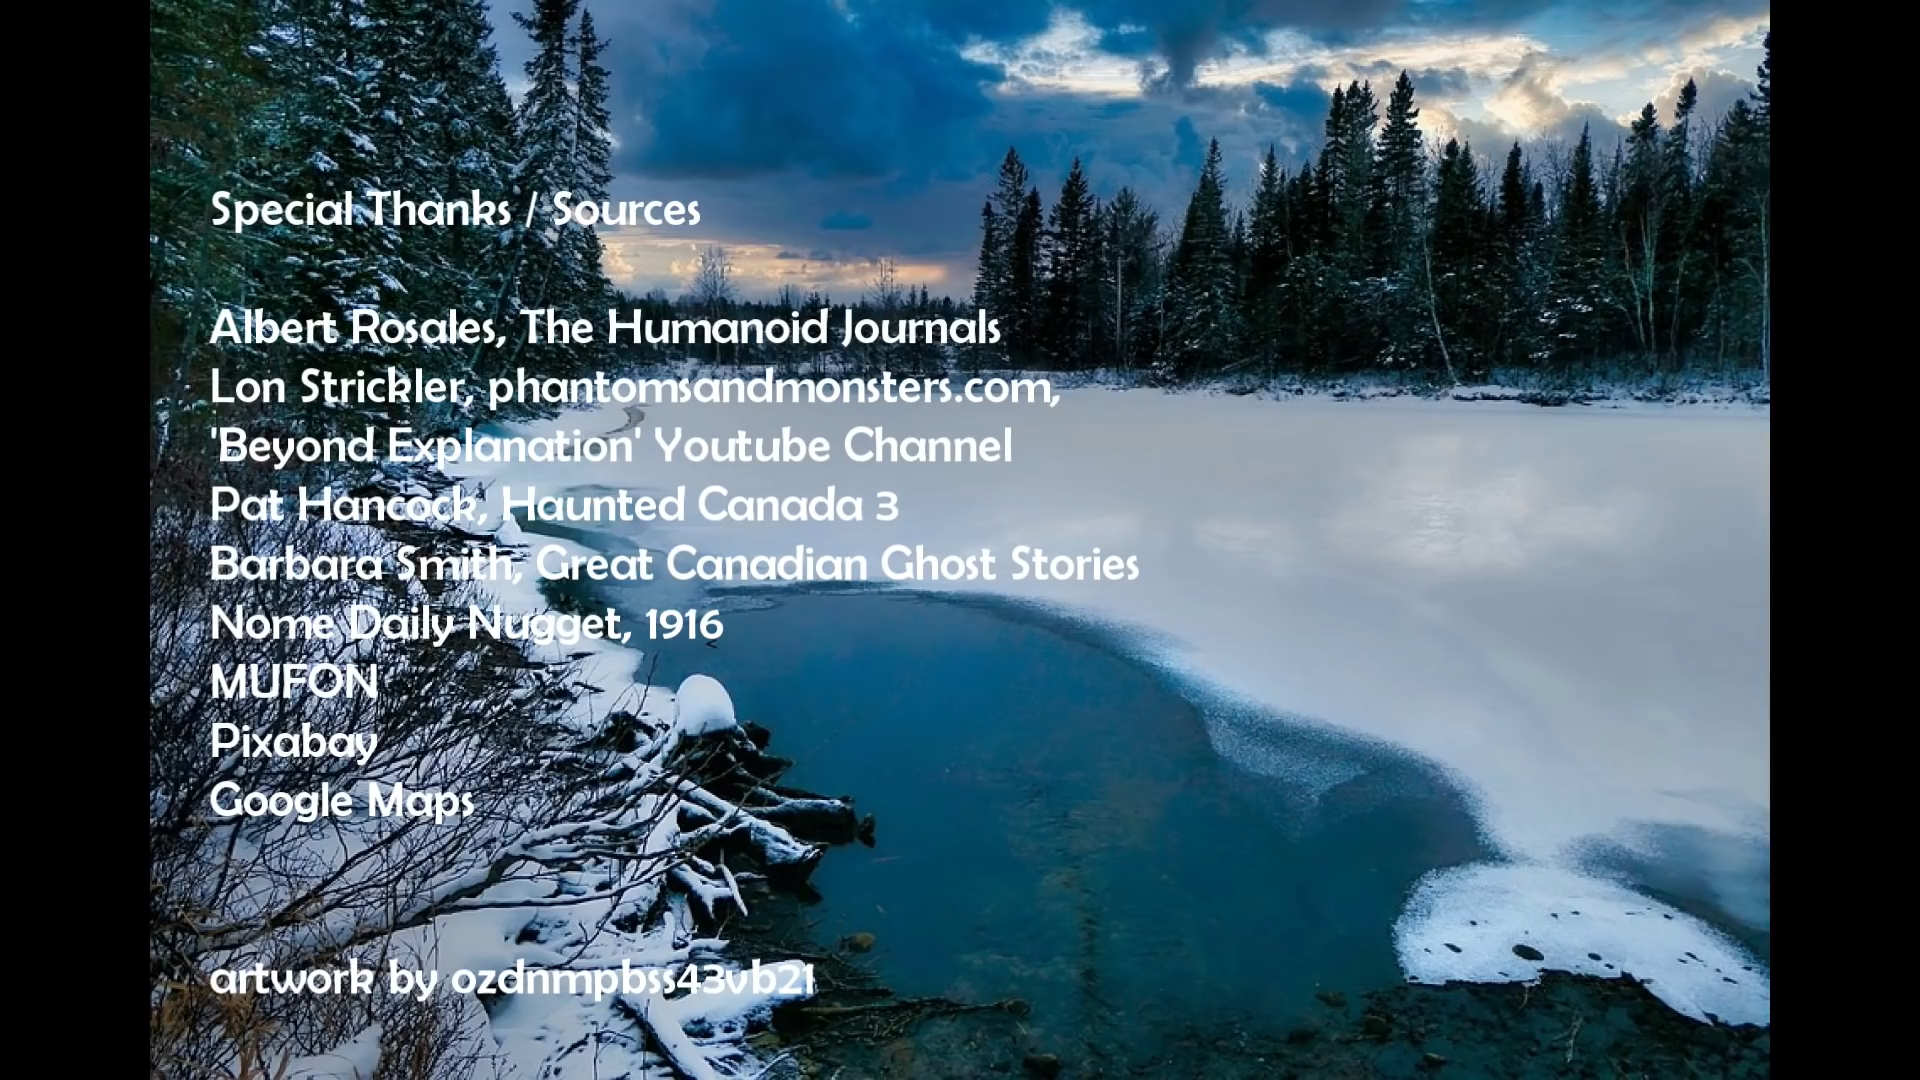 Special Thanks / Sources
Albert Rosales, The Humanoid Journals
Lon Strickler, phantomsandmonsters.com,
'Beyond Explanation' Youtube Channel
Pat Hancock, Haunted Canada 3
Barbara Smith, Great Canadian Ghost Stories
Nome Daily Nugget, 1916
MUFON
Pixabay
Google Maps
artwork by ozdnmpbss43vb21